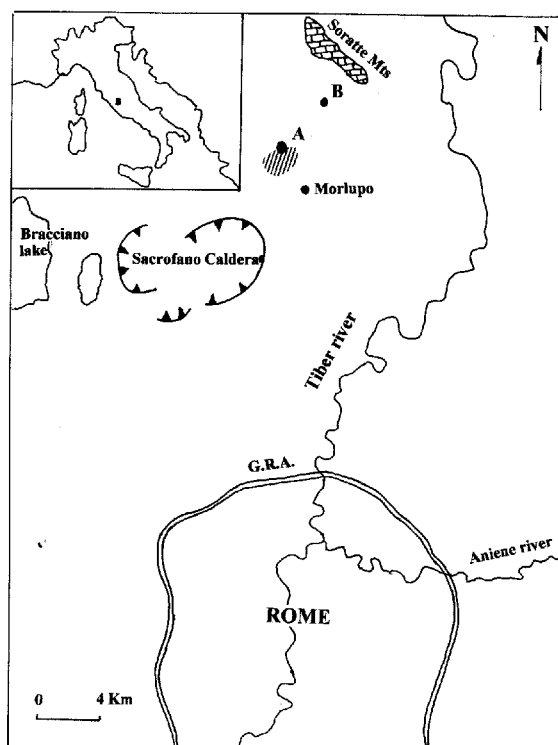 Soratte Mts
N
B
A
Morlupo
Bracciano
lake
Sacrofano Caldera
Tiber river
G.R.A.
Aniene river
ROME
0 4 Km